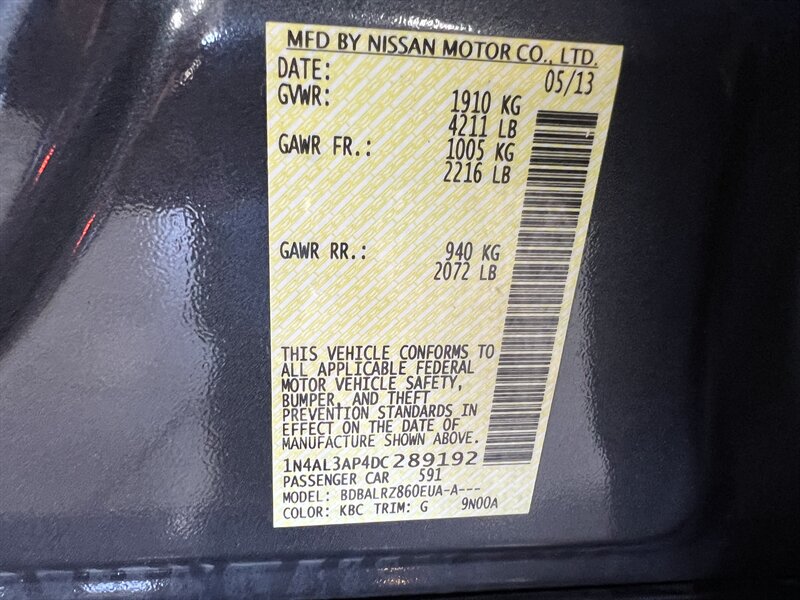 MFD BY NISSAN MOTOR CO., LTD.
DATE: 05/13
GVWR: 1910 KG
4211 LB
GAWR FR.: 1005 KG
2216 LB
GAWR RR.: 940 KG
2072 LB
THIS VEHICLE CONFORMS TO
ALL APPLICABLE FEDERAL
MOTOR VEHICLE SAFETY,
BUMPER, AND THEFT
PREVENTION STANDARDS IN
EFFECT ON THE DATE OF
MANUFACTURE SHOWN ABOVE.
1N4AL3AP4DC289192
PASSENGER CAR 591
MODEL: BDBALRZ860EUA-A---
COLOR: KBC TRIM: G 9N00A